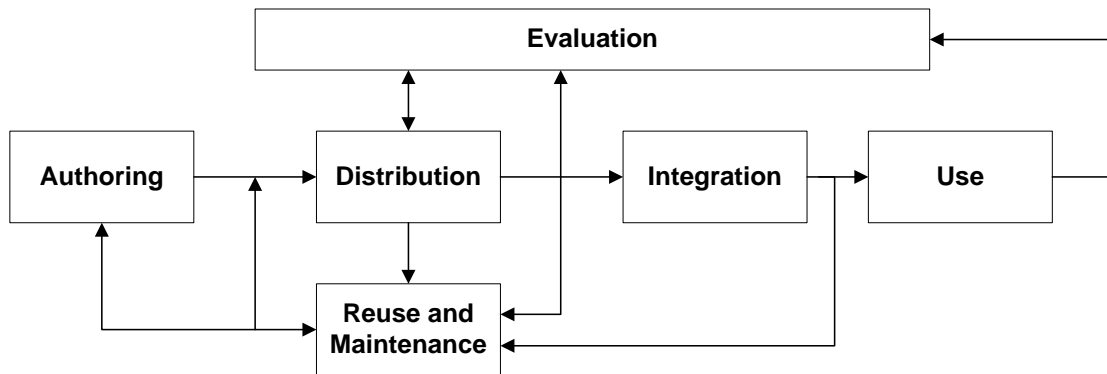 Evaluation
Authoring
Distribution
Integration
Use
Reuse and
Maintenance